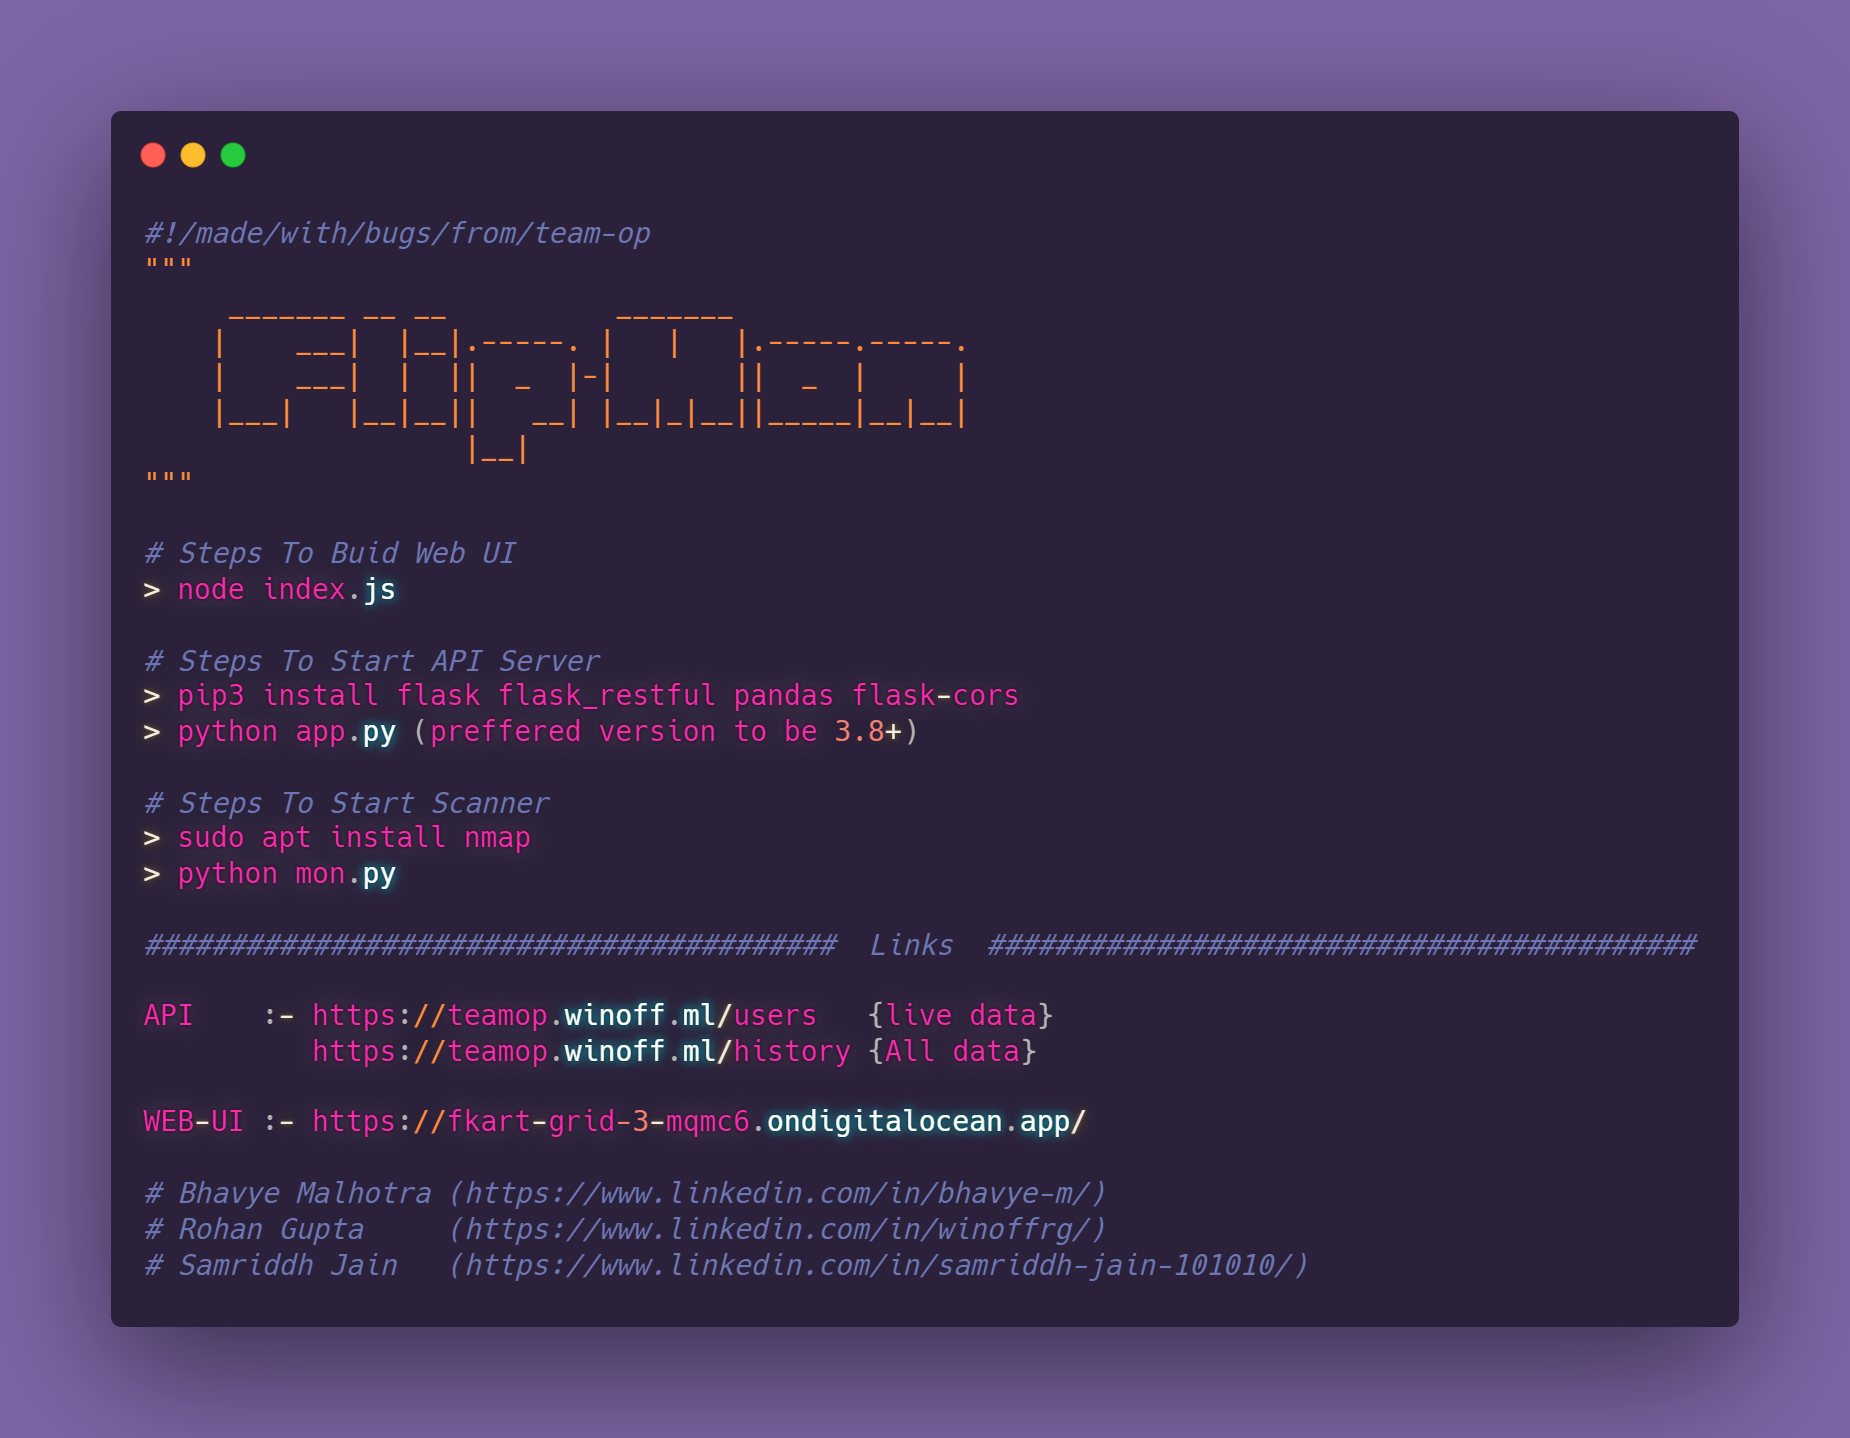 #!/made/with/bugs/from/team-op
"""
     _______ __ __          _______
    |    ___|  |__|.-----. |   |   |.-----.-----.
    |    ___|  |  ||  _  |-|       ||  _  |     |
    |___|   |__|__||   __| |__|_|__||_____|__|__|
                   |__|
"""
# Steps To Buid Web UI
> node index.js
# Steps To Start API Server
> pip3 install flask flask_restful pandas flask-cors
> python app.py (preffered version to be 3.8+)
# Steps To Start Scanner
> sudo apt install nmap
> python mon.py
#########################################  Links  ##########################################
API    :- https://teamop.winoff.ml/users   {live data}
          https://teamop.winoff.ml/history {All data}
WEB-UI :- https://fkart-grid-3-mqmc6.ondigitalocean.app/
# Bhavye Malhotra (https://www.linkedin.com/in/bhavye-m/)
# Rohan Gupta     (https://www.linkedin.com/in/winoffrg/)
# Samriddh Jain   (https://www.linkedin.com/in/samriddh-jain-101010/)